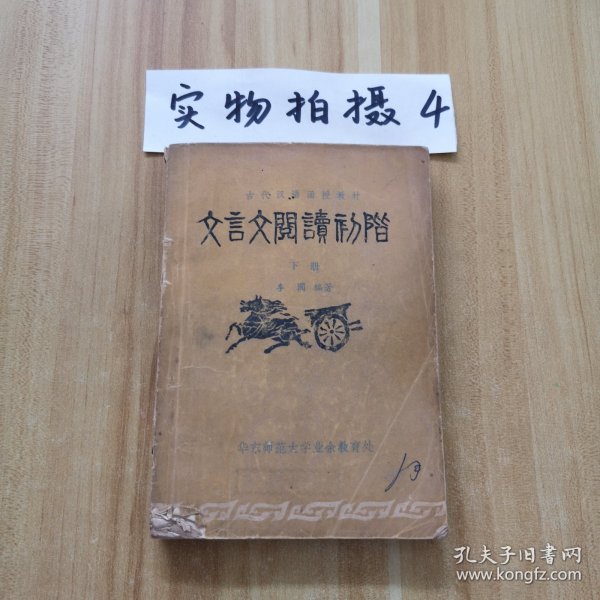 实物拍摄4
古代汉语函授教材
文言文閱讀初階
下册
编著
华东师范大学业余教育处
孔夫子旧书网
www.kongfz.com